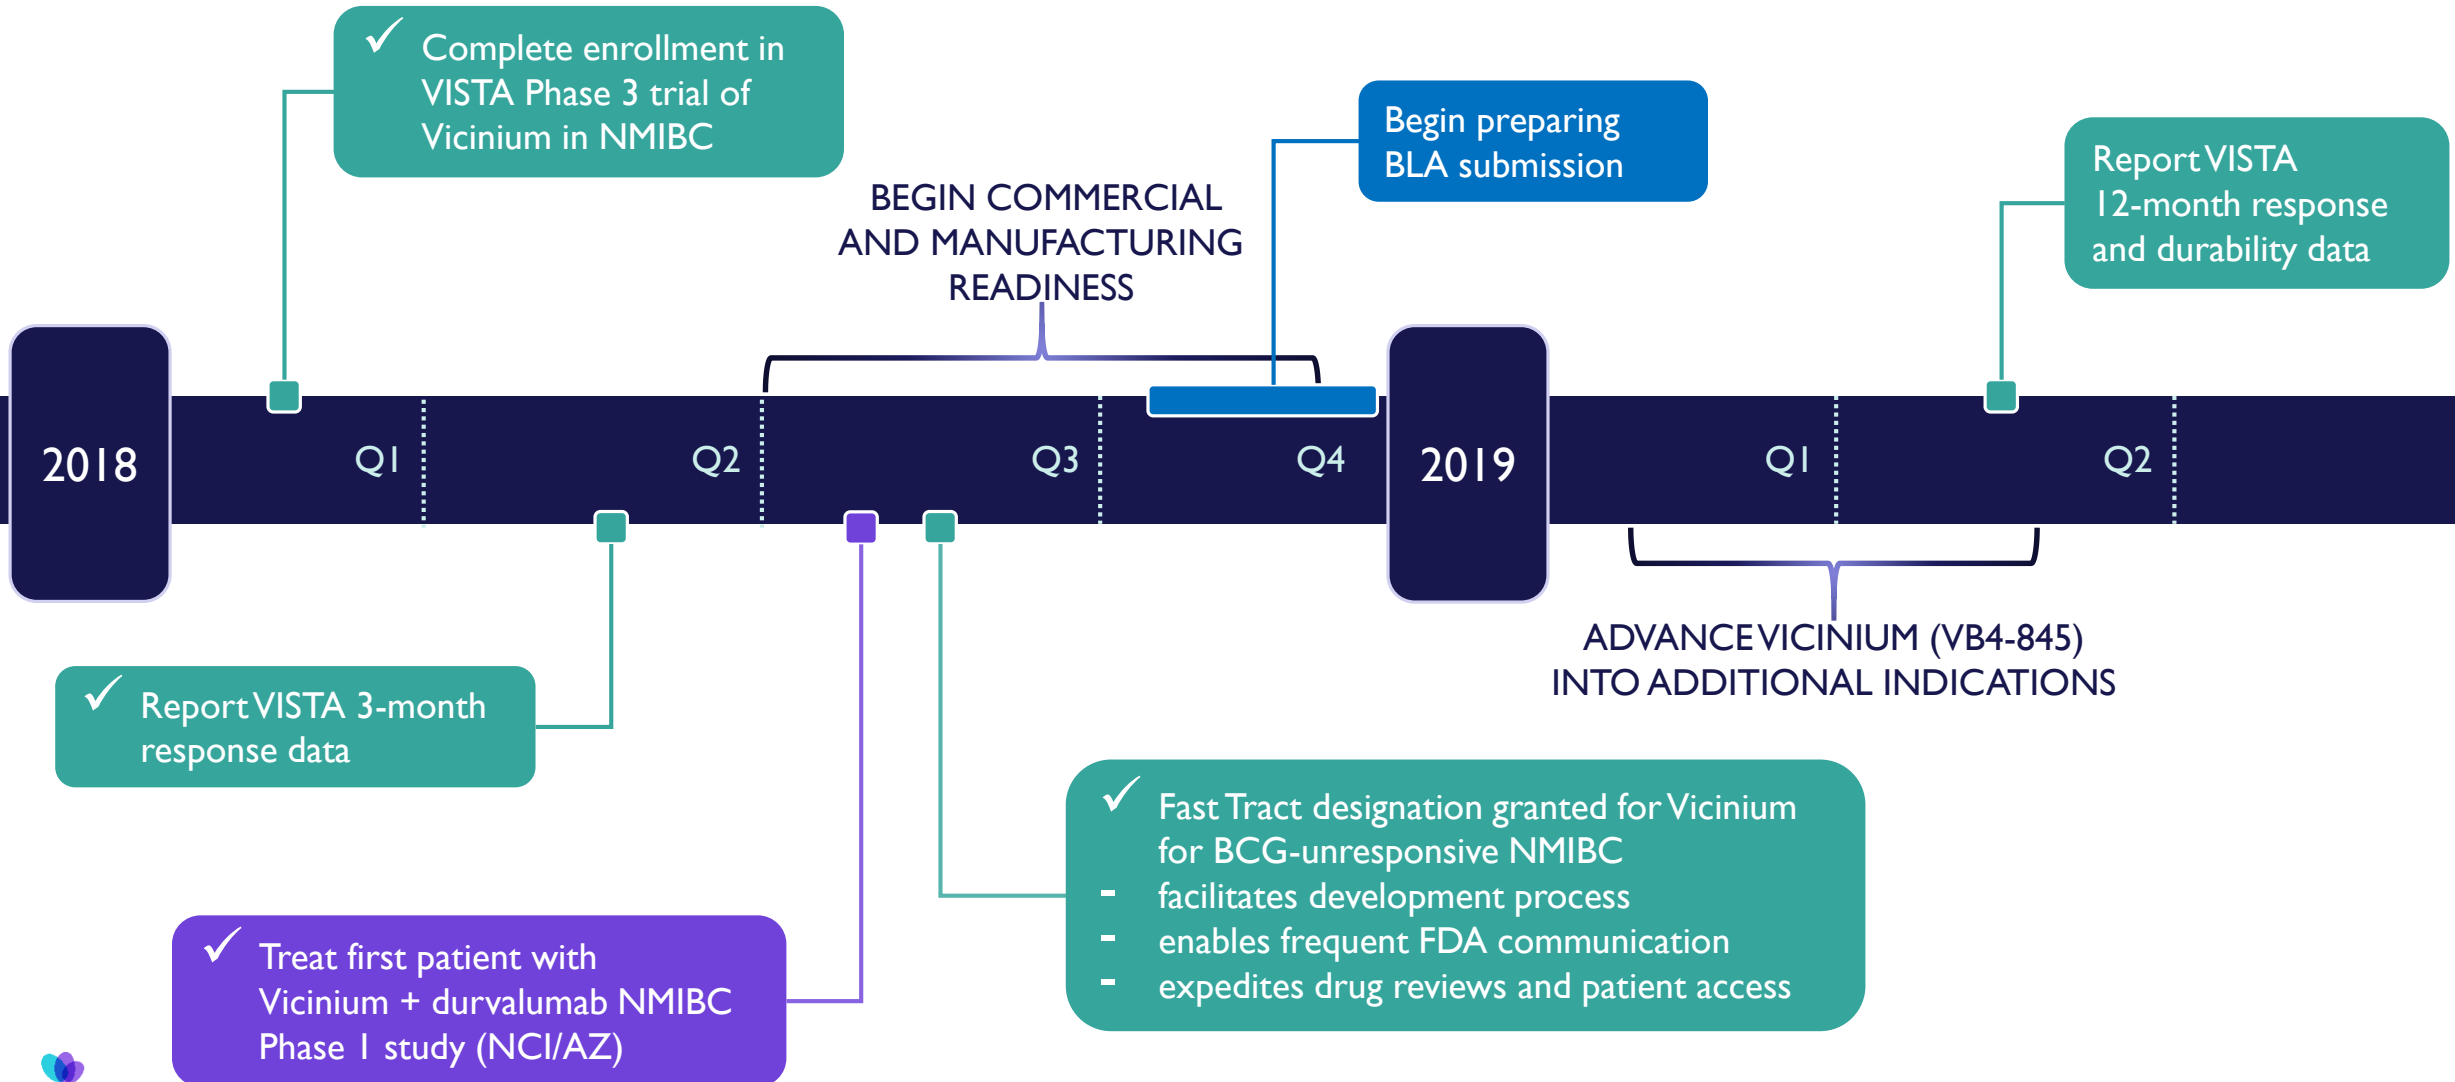 ✓ Complete enrollment in
VISTA Phase 3 trial of
Vicinium in NMIBC
BEGIN COMMERCIAL
AND MANUFACTURING
READINESS
Begin preparing
BLA submission
Report VISTA
12-month response
and durability data
2018
Q1
Q2
Q3
Q4
2019
Q1
Q2
✓ Report VISTA 3-month
response data
ADVANCE VICINIUM (VB4-845)
INTO ADDITIONAL INDICATIONS
✓ Treat first patient with
Vicinium + durvalumab NMIBC
Phase 1 study (NCI/AZ)
✓ Fast Tract designation granted for Vicinium
for BCG-unresponsive NMIBC
- facilitates development process
- enables frequent FDA communication
- expedites drug reviews and patient access